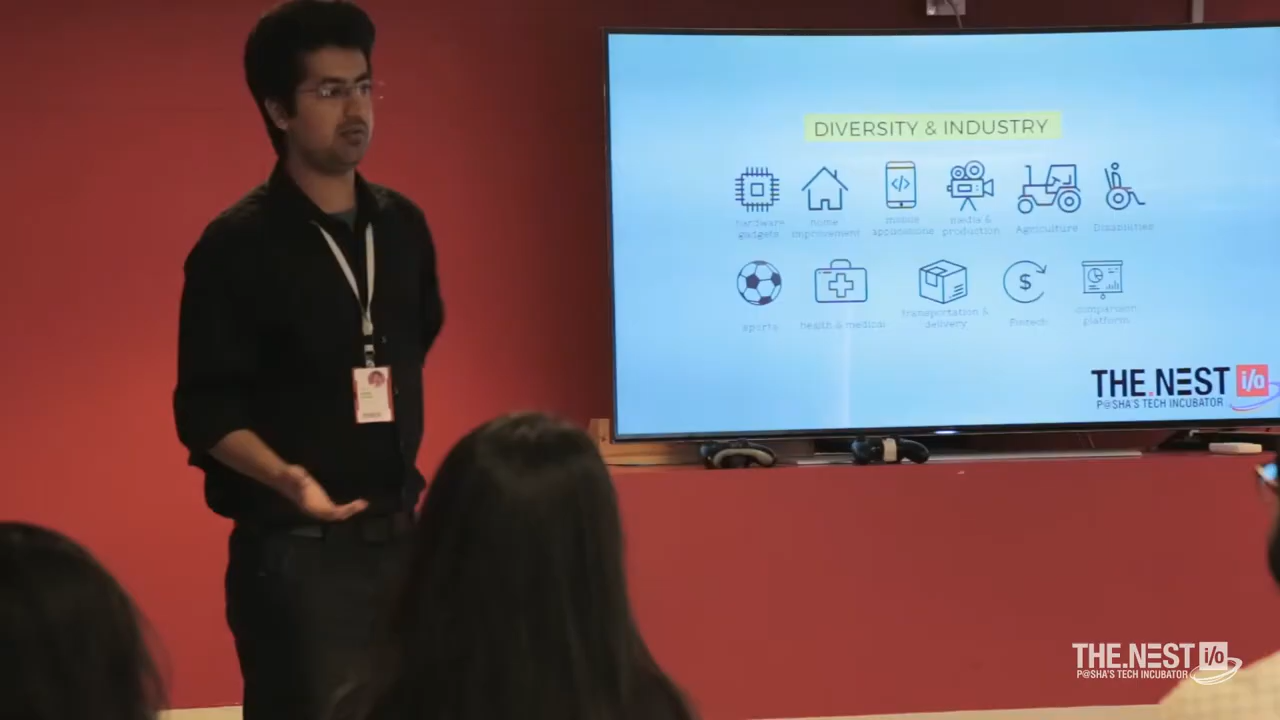 DIVERSITY & INDUSTRY
hardware gadgets
home improvement
mobile applications
media & production
Agriculture
Disabilities
sports
health & medical
transportation & delivery
Fintech
comparison platform
THE.NEST i/o
P@SHA'S TECH INCUBATOR
THE.NEST i/o
P@SHA'S TECH INCUBATOR